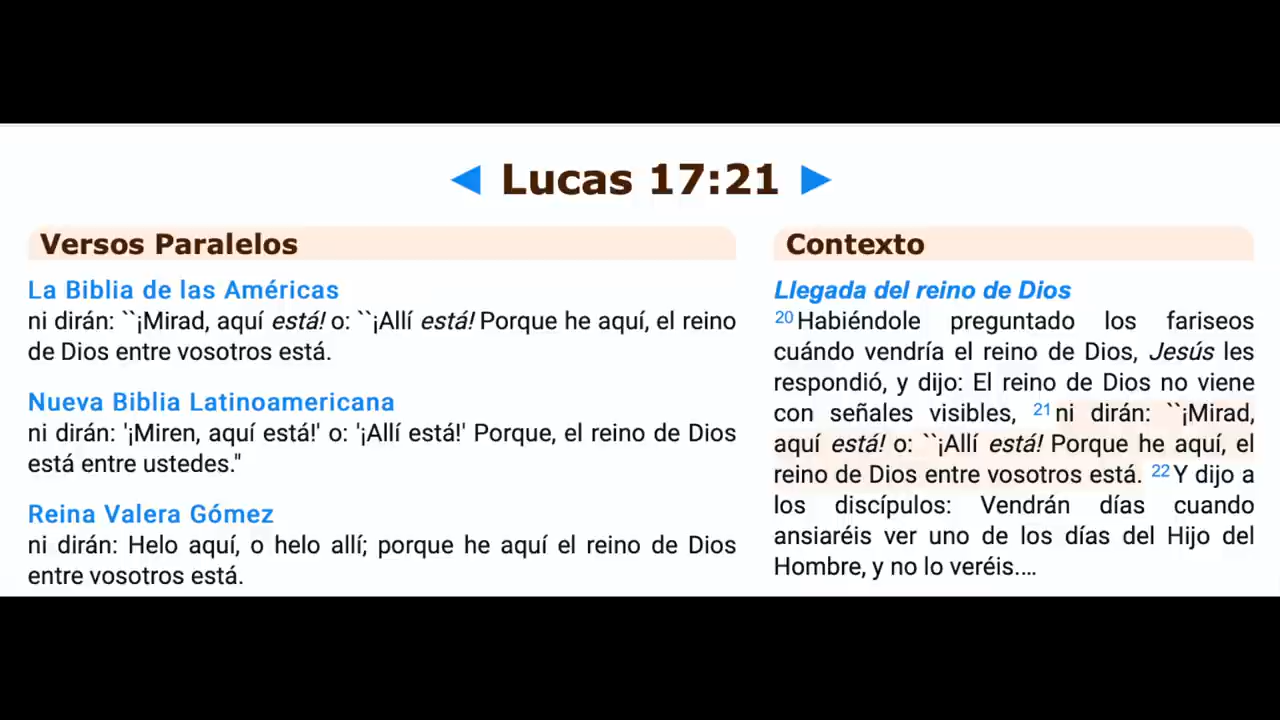 ◄ Lucas 17:21 ►
Versos Paralelos
La Biblia de las Américas
ni dirán: ``¡Mirad, aquí está! o: ``¡Allí está! Porque he aquí, el reino
de Dios entre vosotros está.
Nueva Biblia Latinoamericana
ni dirán: '¡Miren, aquí está!' o: '¡Allí está!' Porque, el reino de Dios
está entre ustedes."
Reina Valera Gómez
ni dirán: Helo aquí, o helo allí; porque he aquí el reino de Dios
entre vosotros está.
Contexto
Llegada del reino de Dios
20 Habiéndole preguntado los fariseos
cuándo vendría el reino de Dios, Jesús les
respondió, y dijo: El reino de Dios no viene
con señales visibles, 21 ni dirán: ``¡Mirad,
aquí está! o: ``¡Allí está! Porque he aquí, el
reino de Dios entre vosotros está. 22 Y dijo a
los discípulos: Vendrán días cuando
ansiaréis ver uno de los días del Hijo del
Hombre, y no lo veréis....